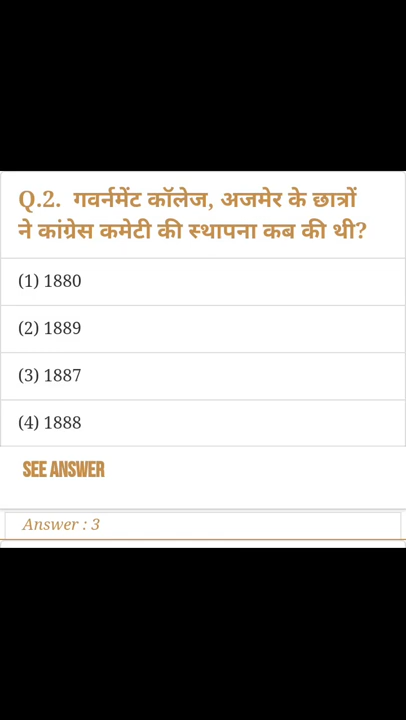 Q.2. गवर्नमेंट कॉलेज, अजमेर के छात्रों
ने कांग्रेस कमेटी की स्थापना कब की थी?
(1) 1880
(2) 1889
(3) 1887
(4) 1888
SEE ANSWER
Answer : 3